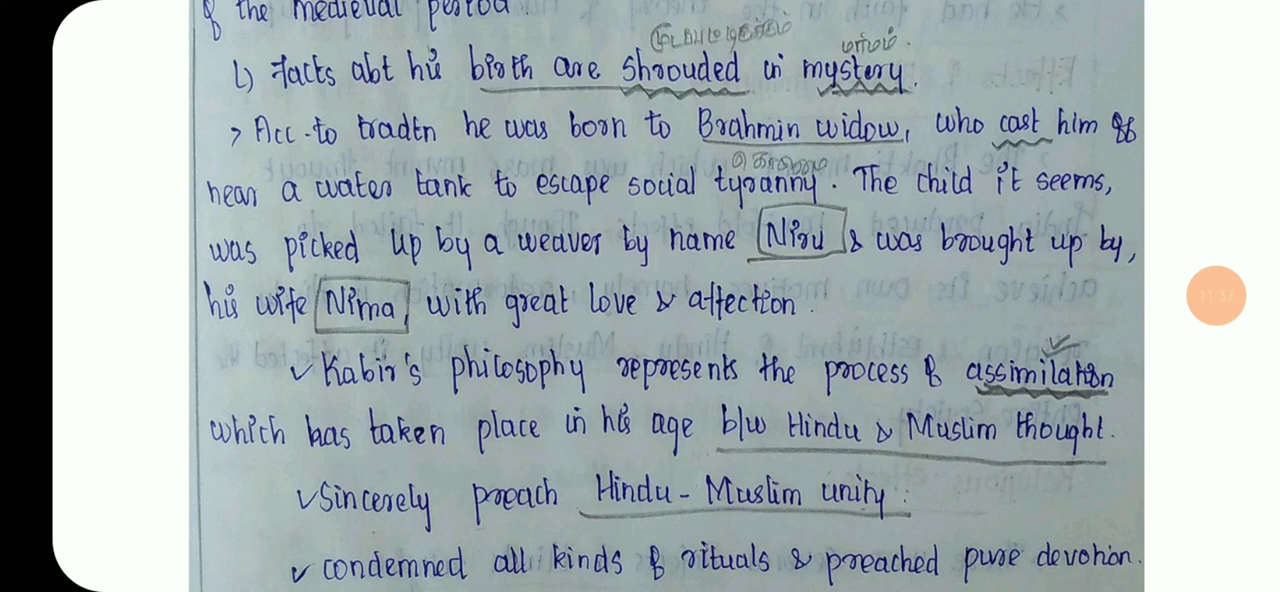 of the medieval period.
மர்மம்.
↳ Facts abt his birth are shrouded in mystery.
> Acc. to tradtn he was born to Brahmin widow, who cast him off
near a water tank to escape social tyranny. The child it seems,
was picked up by a weaver by name Niru & was brought up by,
his wife Nima, with great love & affection.
✓ Kabir's philosophy represents the process of assimilation
which has taken place in his age b/w Hindu & Muslim thought.
✓ Sincerely preach Hindu - Muslim unity.
✓ condemned all kinds of rituals & preached pure devotion.
11:32